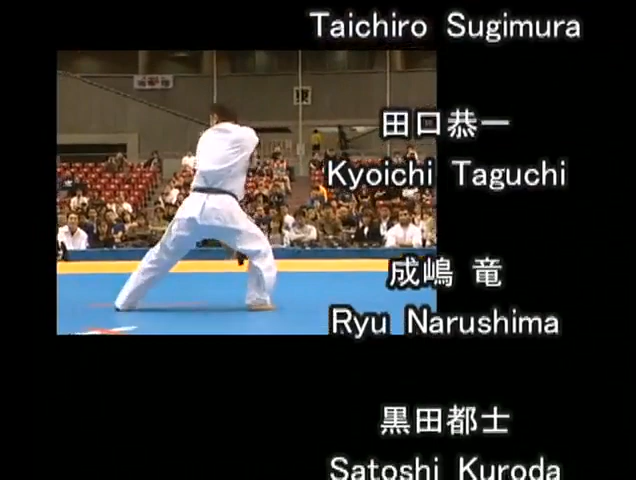 Taichiro Sugimura
東
田口恭一
Kyoichi Taguchi
成嶋 竜
Ryu Narushima
黒田都士
Satoshi Kuroda